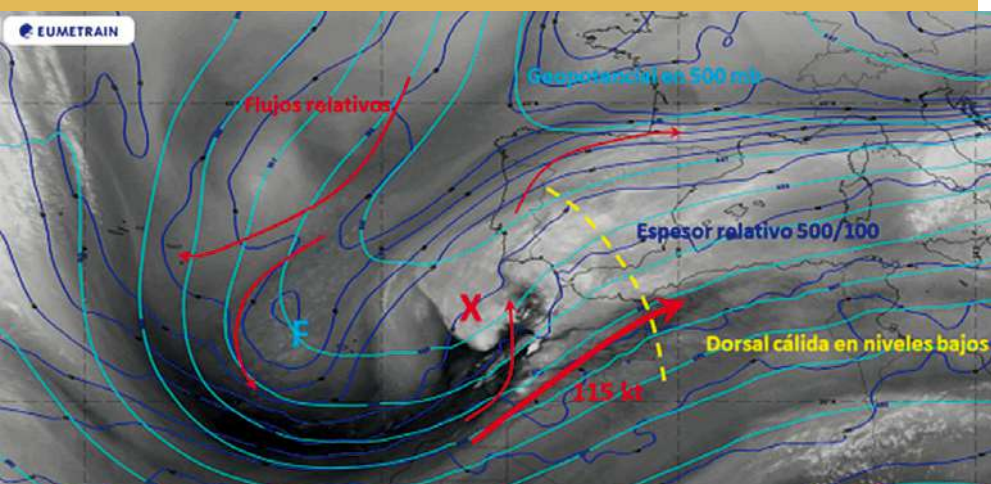 EUMETRAIN
Geopotencial en 500 mb
Flujos relativos
Espesor relativo 500/100
X
F
Dorsal cálida en niveles bajos
115 kt